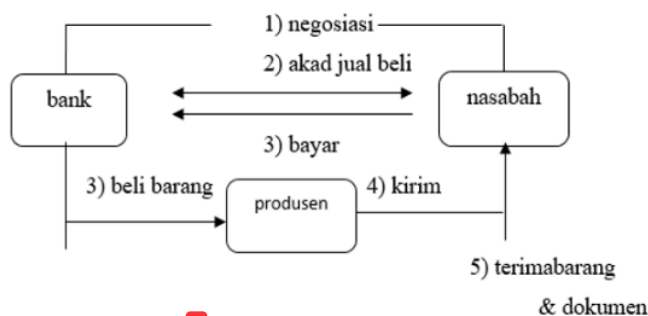 1) negosiasi
2) akad jual beli
bank
nasabah
3) bayar
3) beli barang
produsen
4) kirim
5) terimabarang
& dokumen